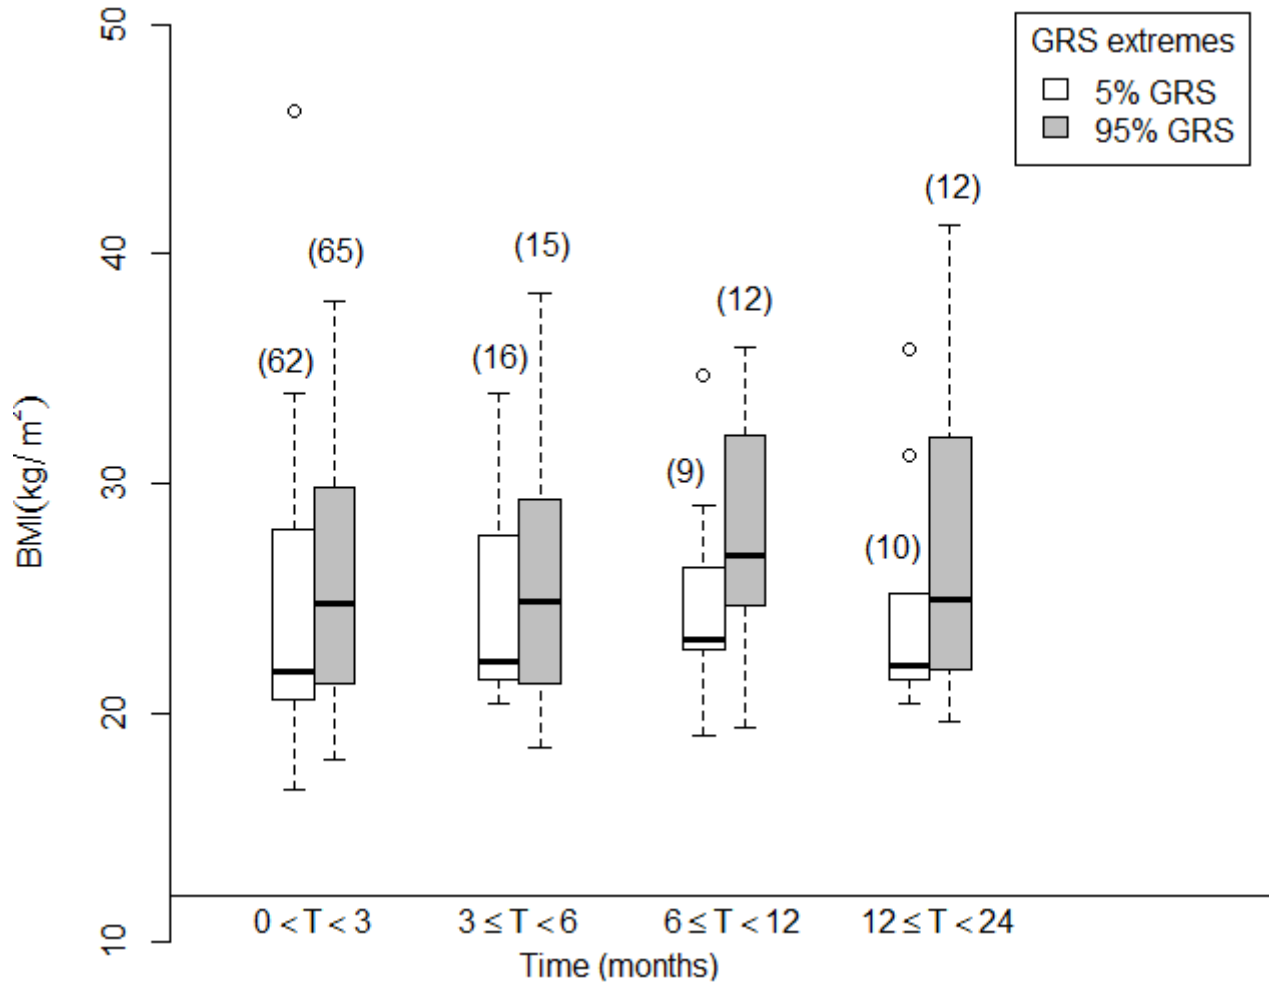 GRS extremes
5% GRS
95% GRS
50
40
30
20
10
BMI(kg/ m²)
(62)
(65)
(16)
(15)
(9)
(12)
(10)
(12)
0 < T < 3
3 ≤ T < 6
6 ≤ T < 12
12 ≤ T < 24
Time (months)